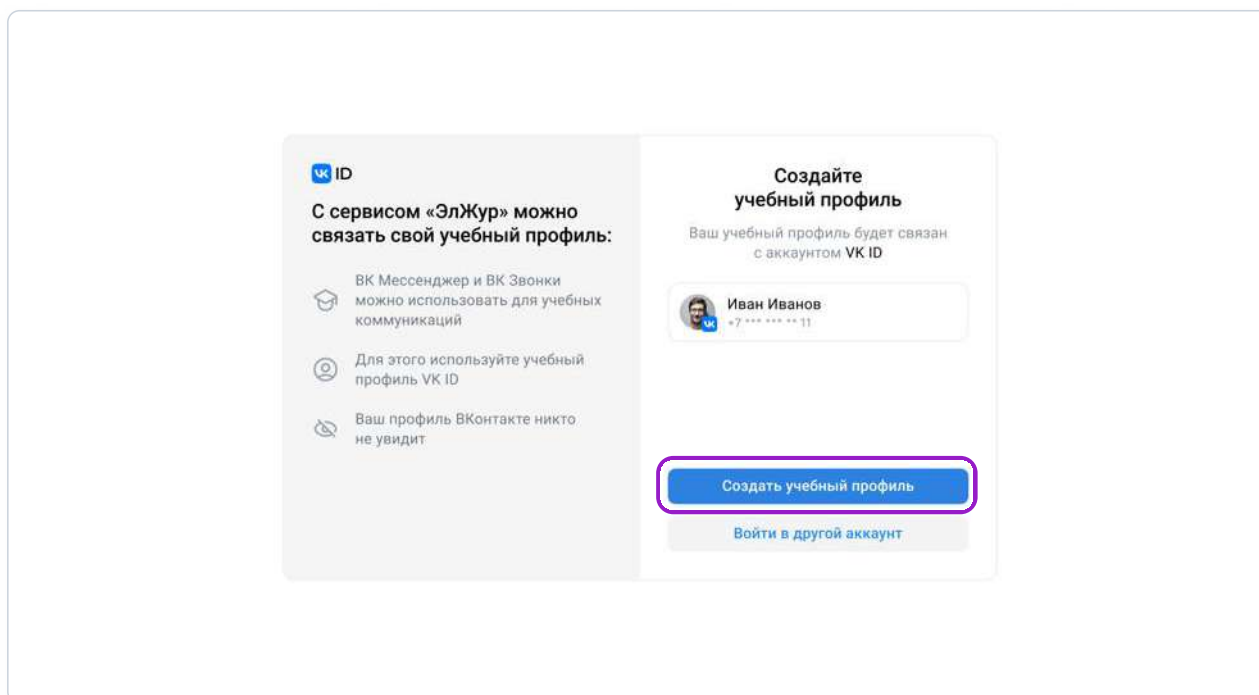 VK ID
С сервисом «ЭлЖур» можно
связать свой учебный профиль:
ВК Мессенджер и ВК Звонки
можно использовать для учебных
коммуникаций
Для этого используйте учебный
профиль VK ID
Ваш профиль ВКонтакте никто
не увидит
Создайте
учебный профиль
Ваш учебный профиль будет связан
с аккаунтом VK ID
Иван Иванов
+7 *** *** ** 11
Создать учебный профиль
Войти в другой аккаунт